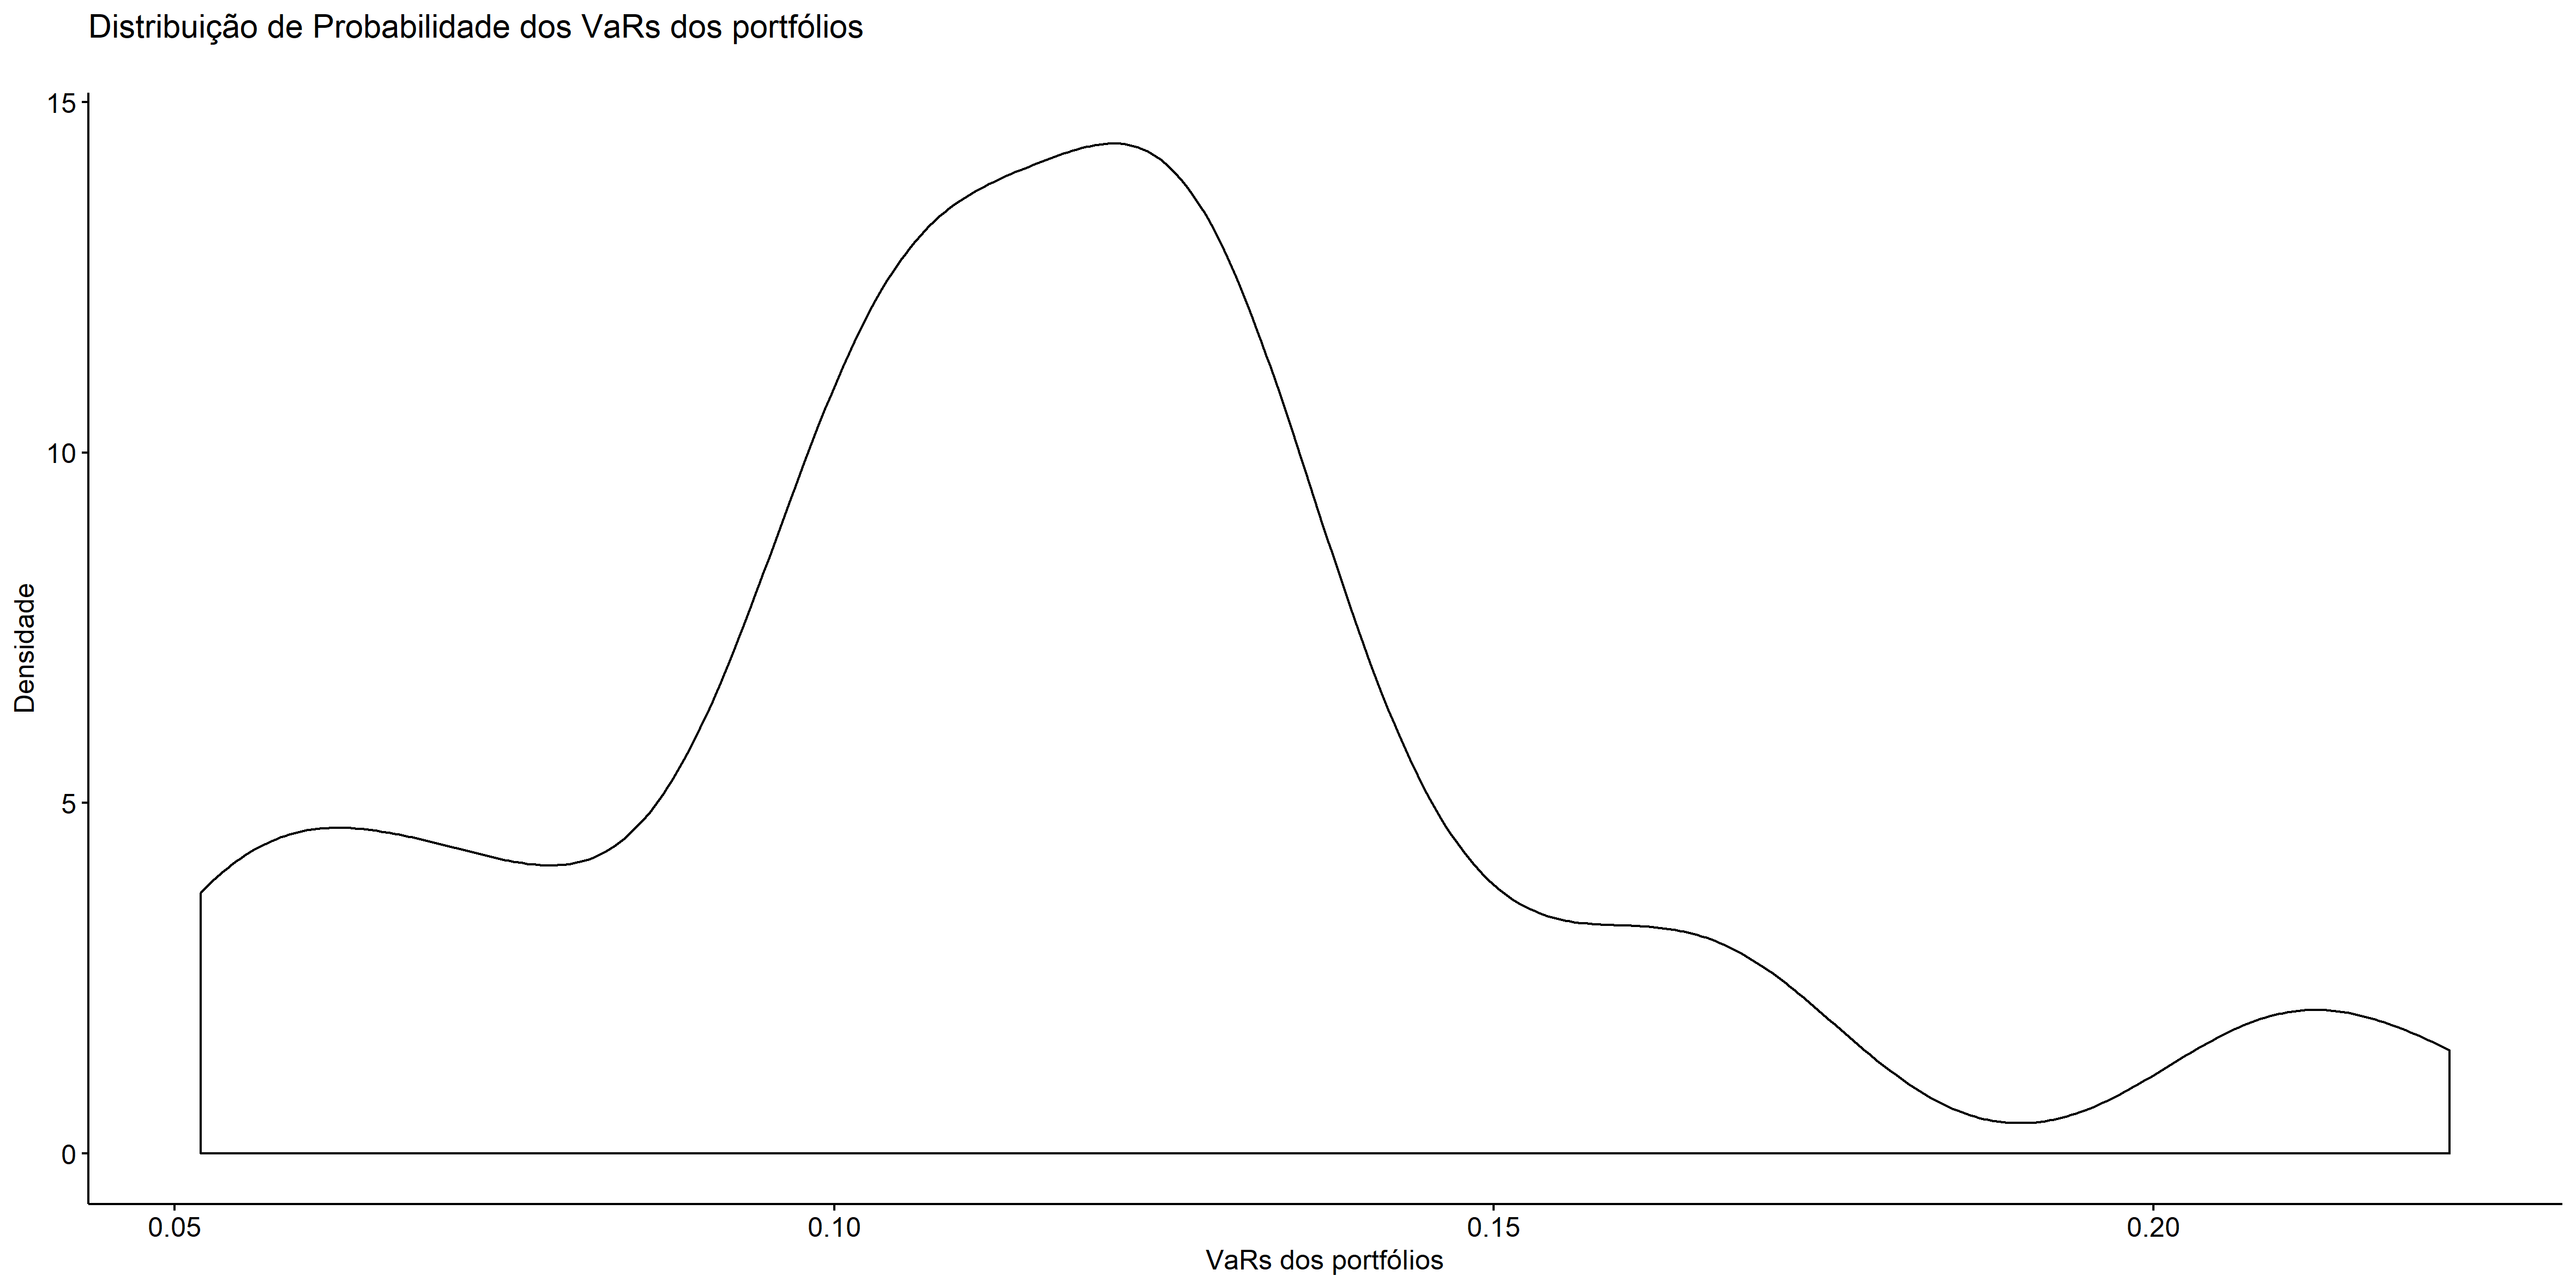 Distribuição de Probabilidade dos VaRs dos portfólios
15
10
5
0
Densidade
0.05
0.10
0.15
0.20
VaRs dos portfólios